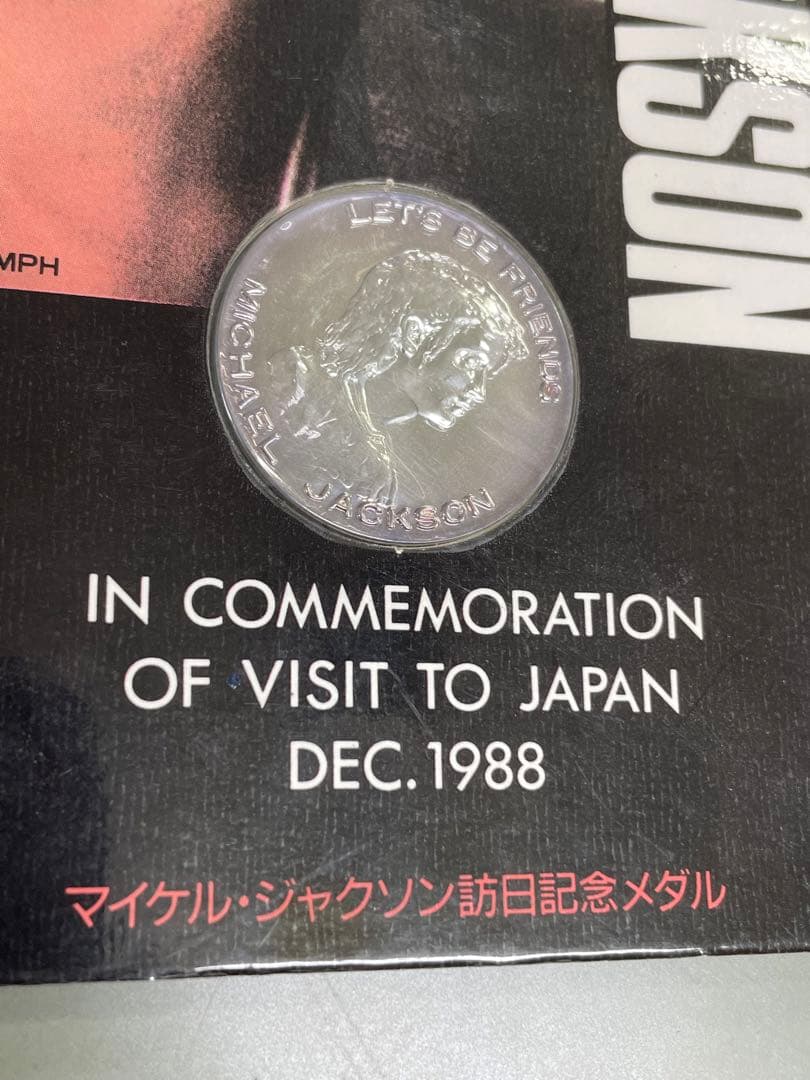 LET'S BE FRIENDS
MICHAEL JACKSON
IN COMMEMORATION
OF VISIT TO JAPAN
DEC.1988
マイケル・ジャクソン訪日記念メダル